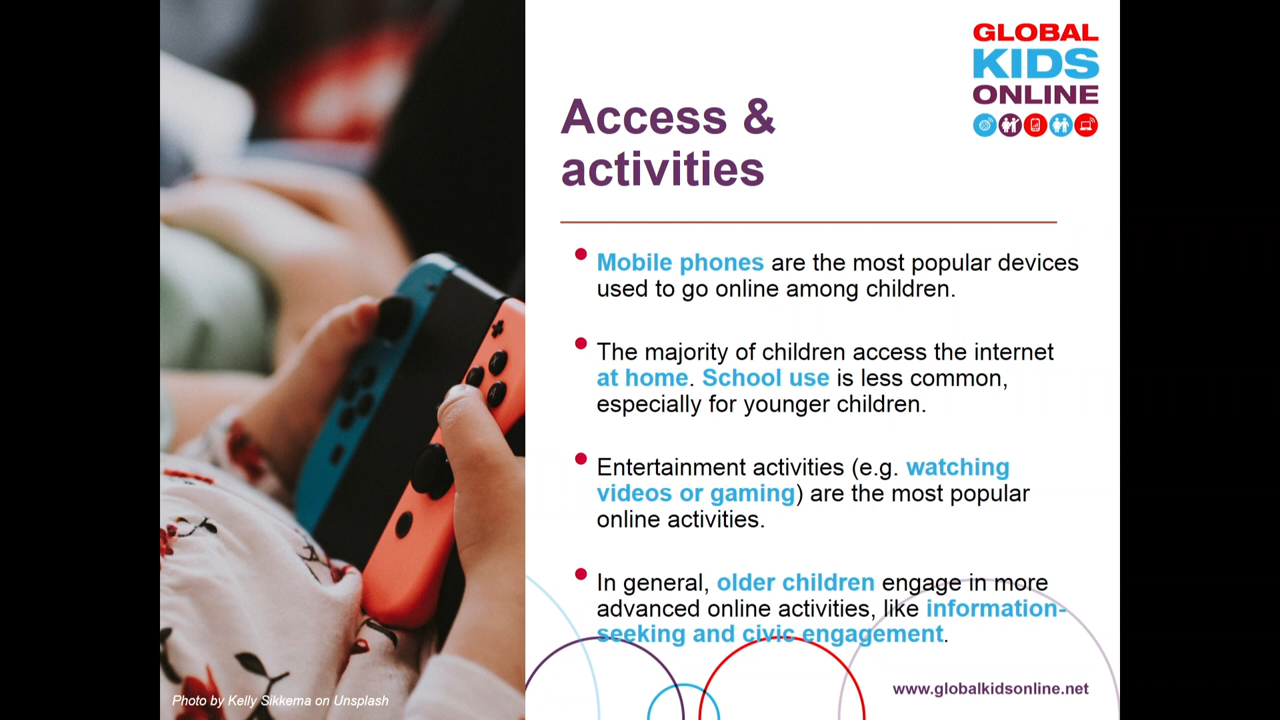 GLOBAL
KIDS
ONLINE
Access &
activities
Mobile phones are the most popular devices
used to go online among children.
The majority of children access the internet
at home. School use is less common,
especially for younger children.
Entertainment activities (e.g. watching
videos or gaming) are the most popular
online activities.
In general, older children engage in more
advanced online activities, like information-
seeking and civic engagement.
Photo by Kelly Sikkema on Unsplash
www.globalkidsonline.net